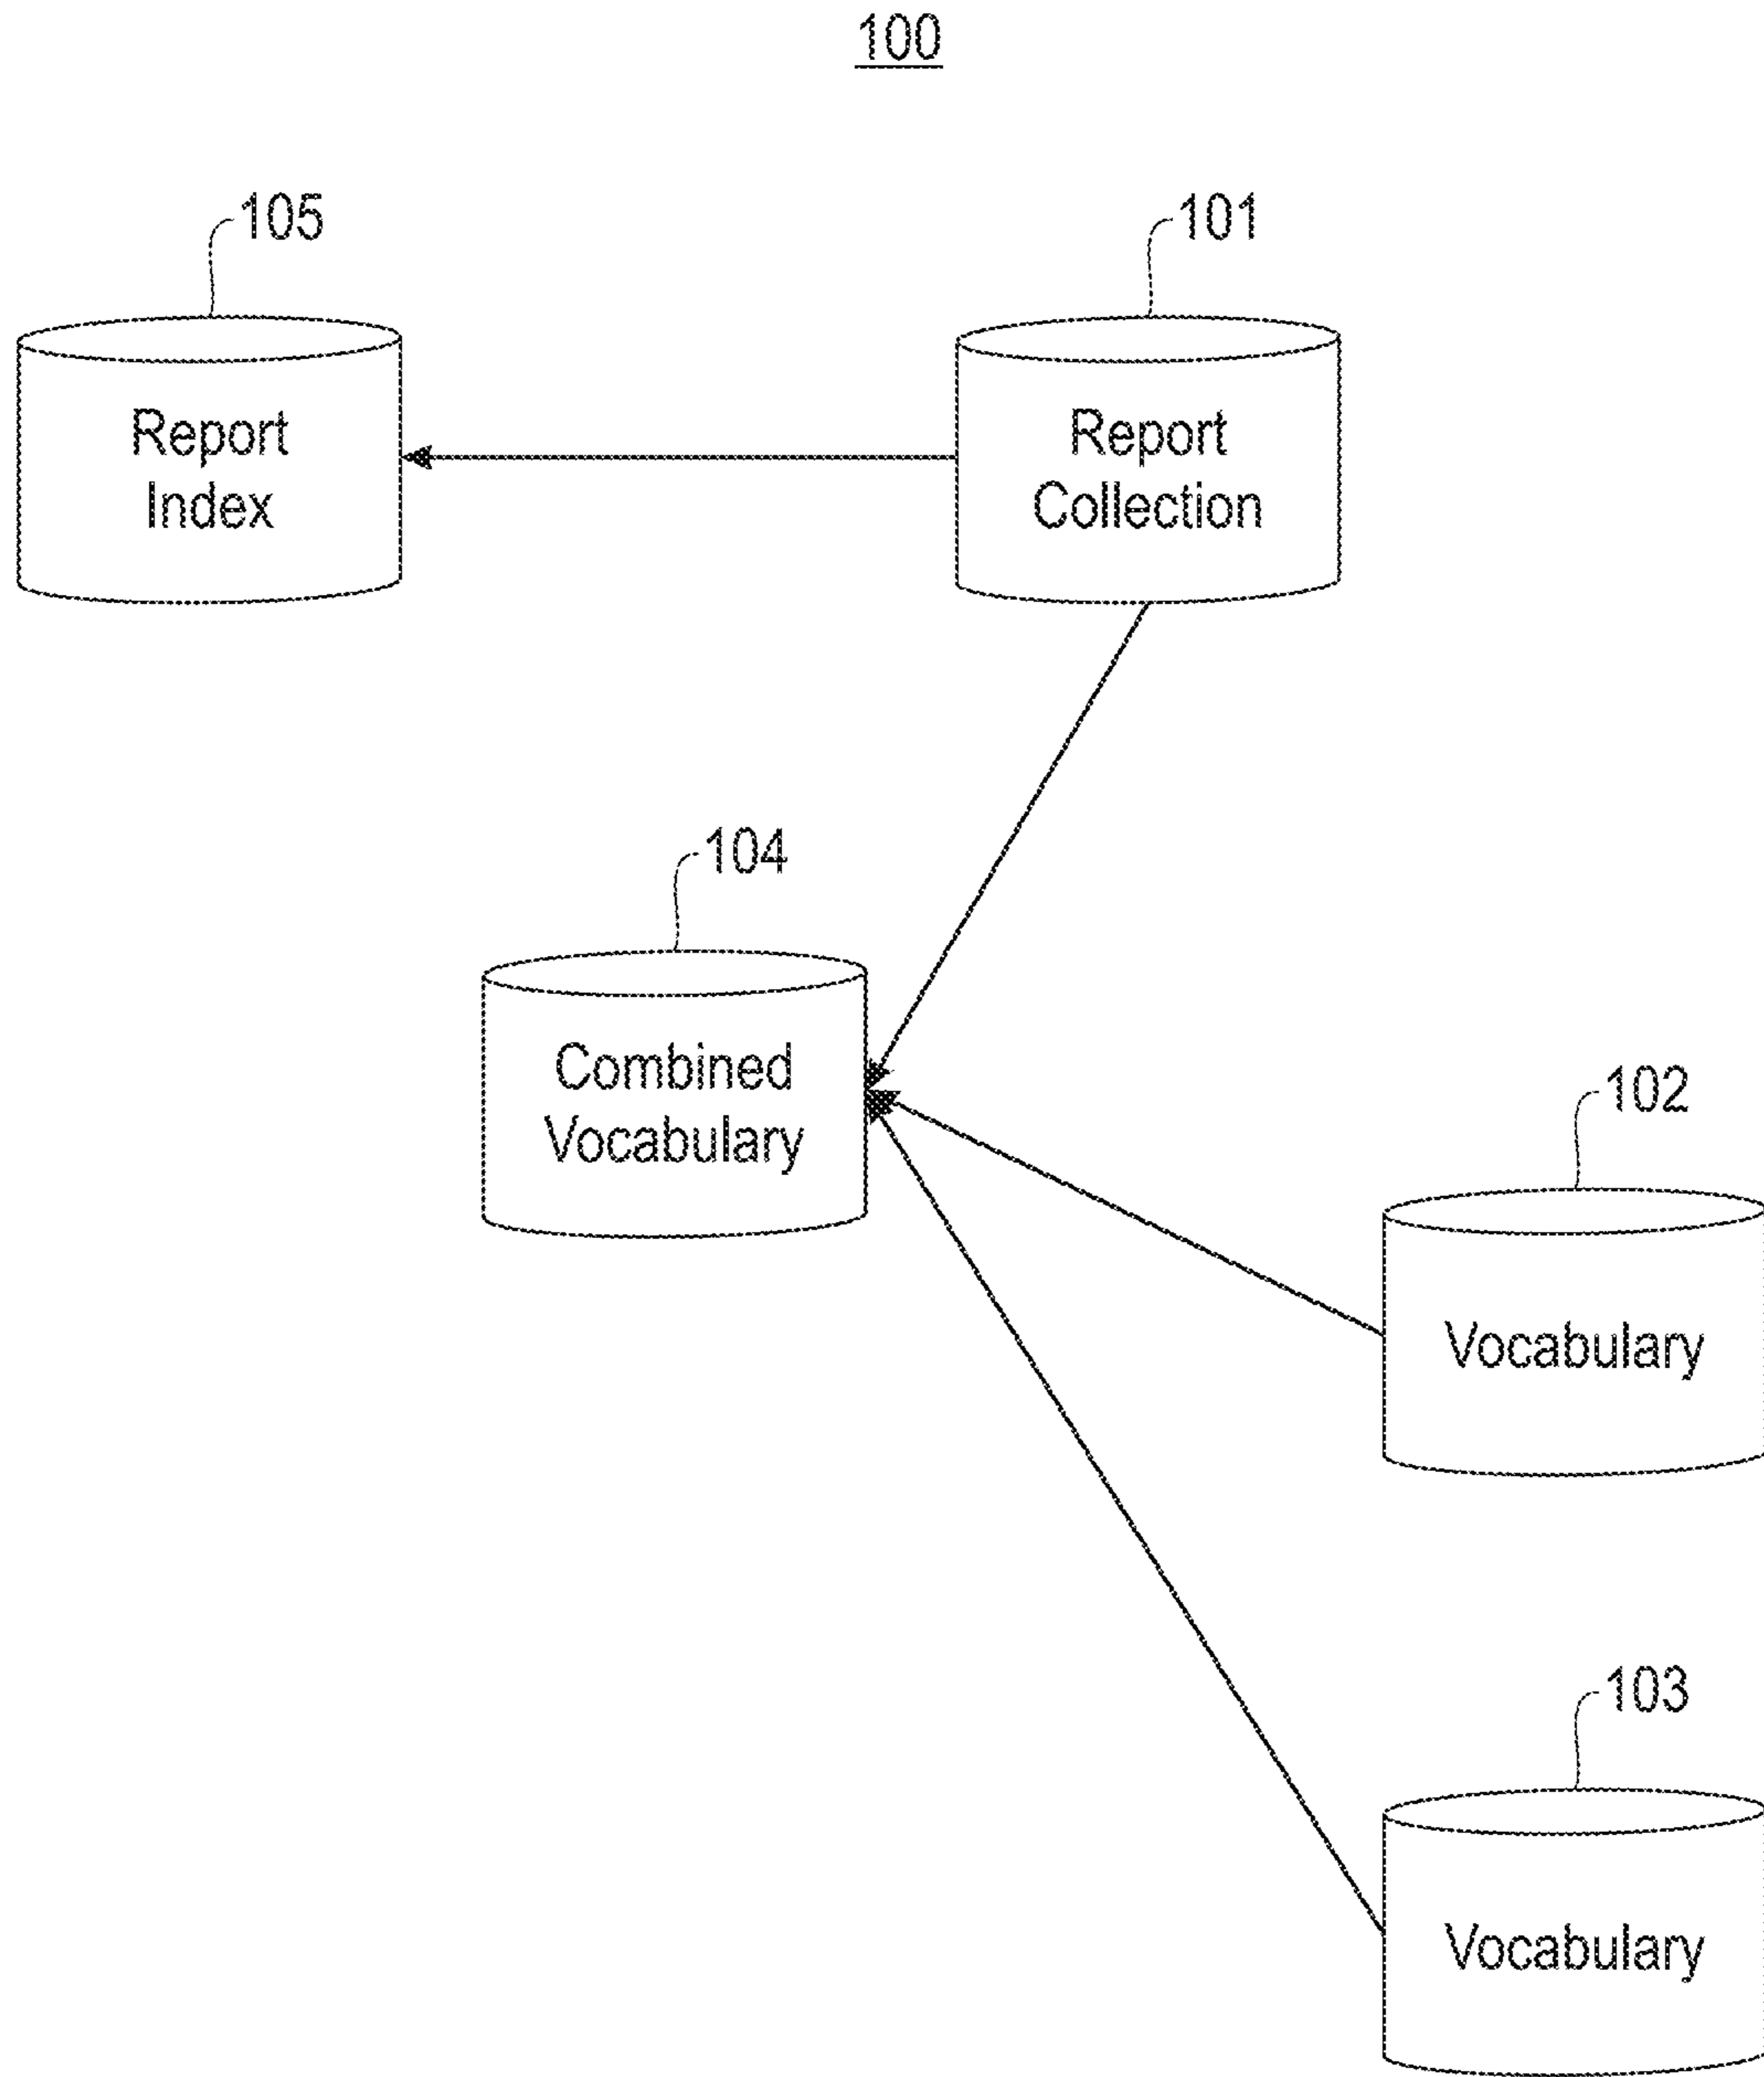 100
105
101
Report
Index
Report
Collection
104
Combined
Vocabulary
102
Vocabulary
103
Vocabulary